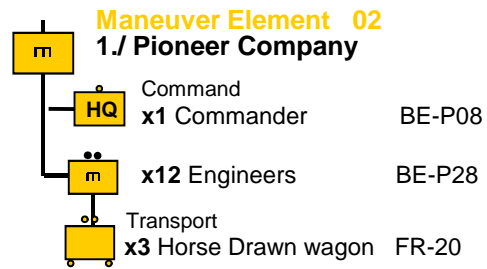 Maneuver Element 02
1./ Pioneer Company
Command
HQ x1 Commander BE-P08
x12 Engineers BE-P28
Transport
x3 Horse Drawn wagon FR-20